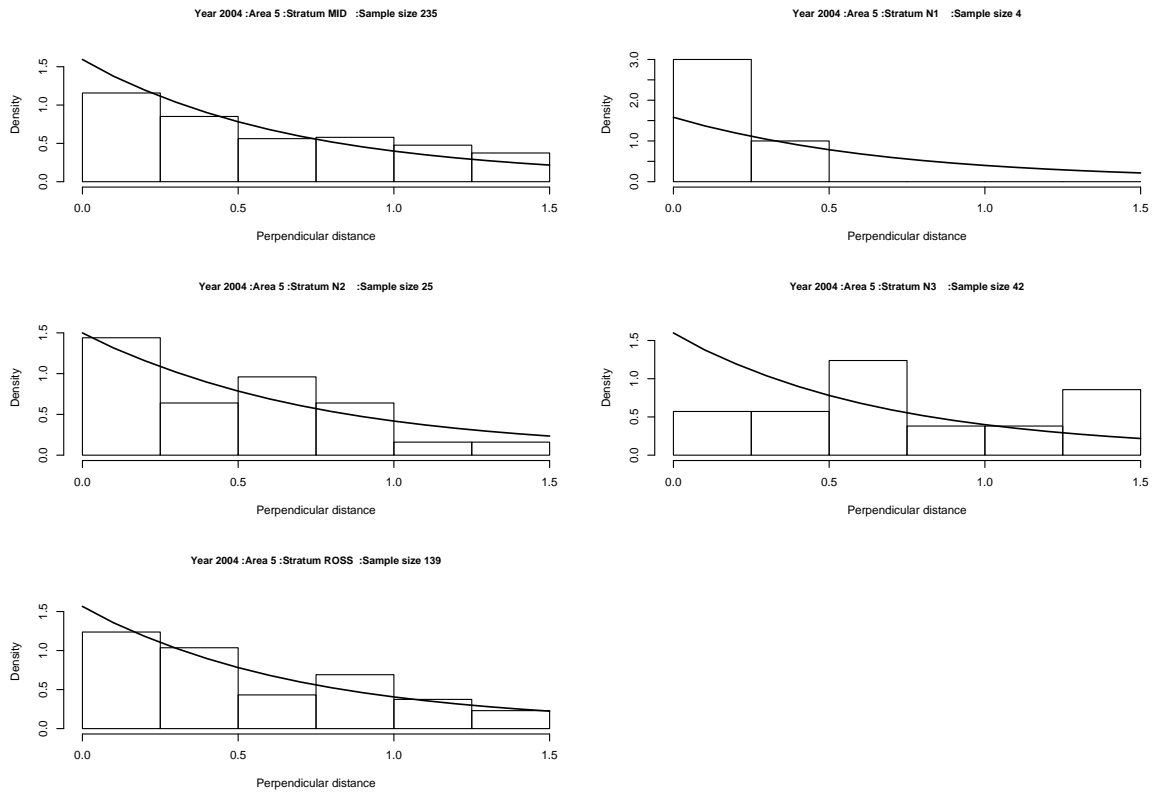 Year 2004 :Area 5 :Stratum MID :Sample size 235
Density
0.0 0.5 1.0 1.5
0.0 0.5 1.0 1.5
Perpendicular distance
Year 2004 :Area 5 :Stratum N1 :Sample size 4
Density
0.0 1.0 2.0 3.0
0.0 0.5 1.0 1.5
Perpendicular distance
Year 2004 :Area 5 :Stratum N2 :Sample size 25
Density
0.0 0.5 1.0 1.5
0.0 0.5 1.0 1.5
Perpendicular distance
Year 2004 :Area 5 :Stratum N3 :Sample size 42
Density
0.0 0.5 1.0 1.5
0.0 0.5 1.0 1.5
Perpendicular distance
Year 2004 :Area 5 :Stratum ROSS :Sample size 139
Density
0.0 0.5 1.0 1.5
0.0 0.5 1.0 1.5
Perpendicular distance